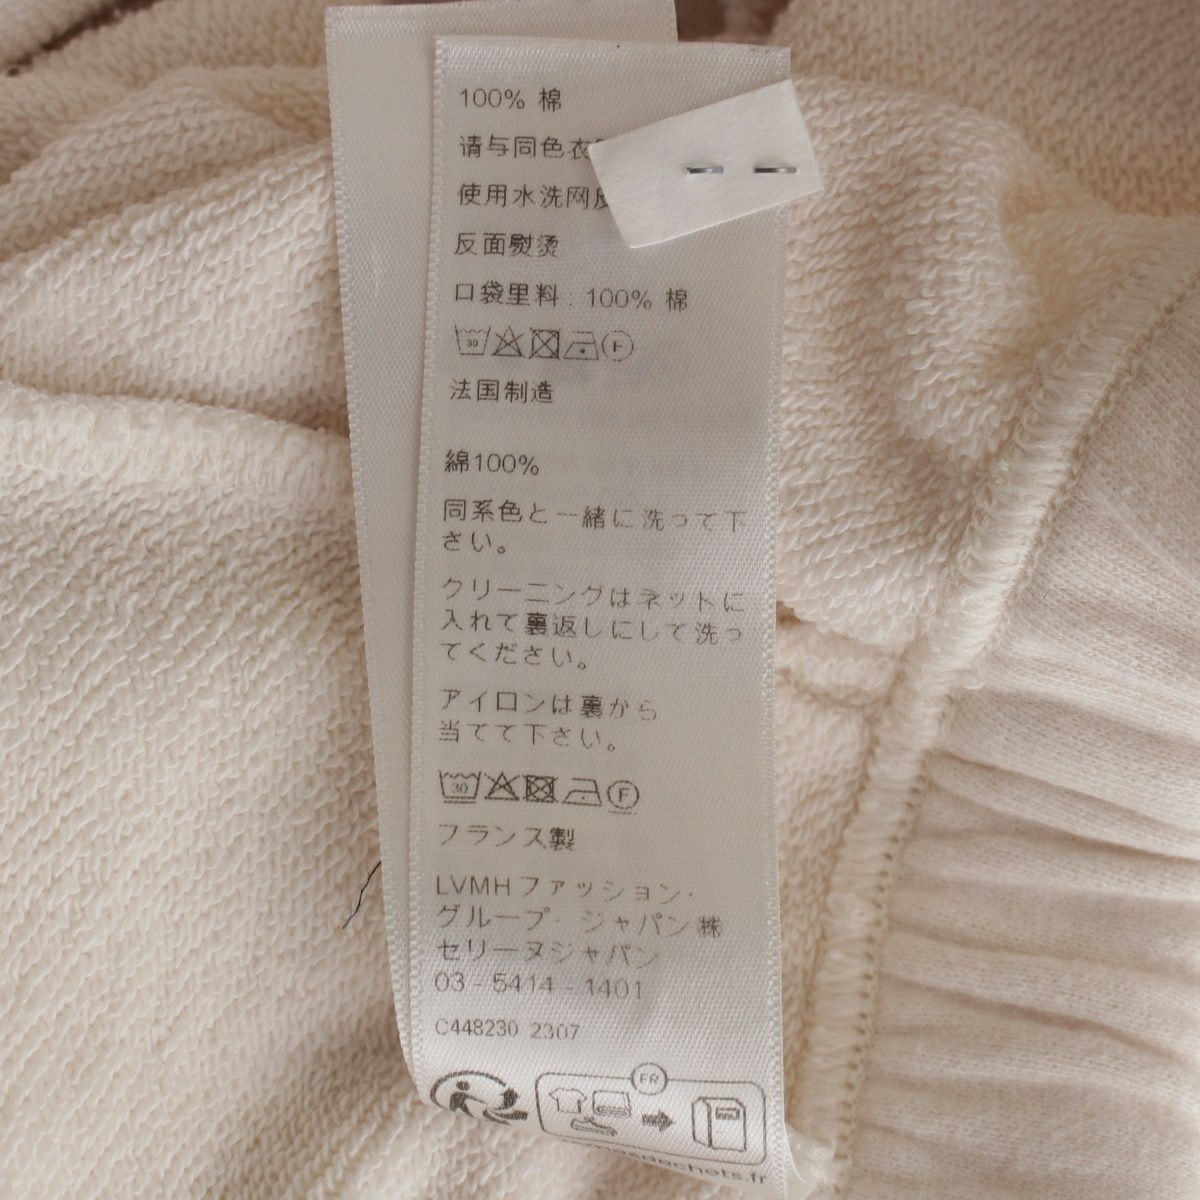 100% 棉
请与同色衣
使用水洗网
反面熨烫
口袋里料：100% 棉
30 F
法国制造
綿100%
同系色と一緒に洗って下
さい。
クリーニングはネットに
入れて裏返しにして洗っ
てください。
アイロンは裏から
当てて下さい。
30 F
フランス製
LVMHファッション・
グループ・ジャパン㈱
セリーヌジャパン
03 - 5414 - 1401
C448230 2307
FR